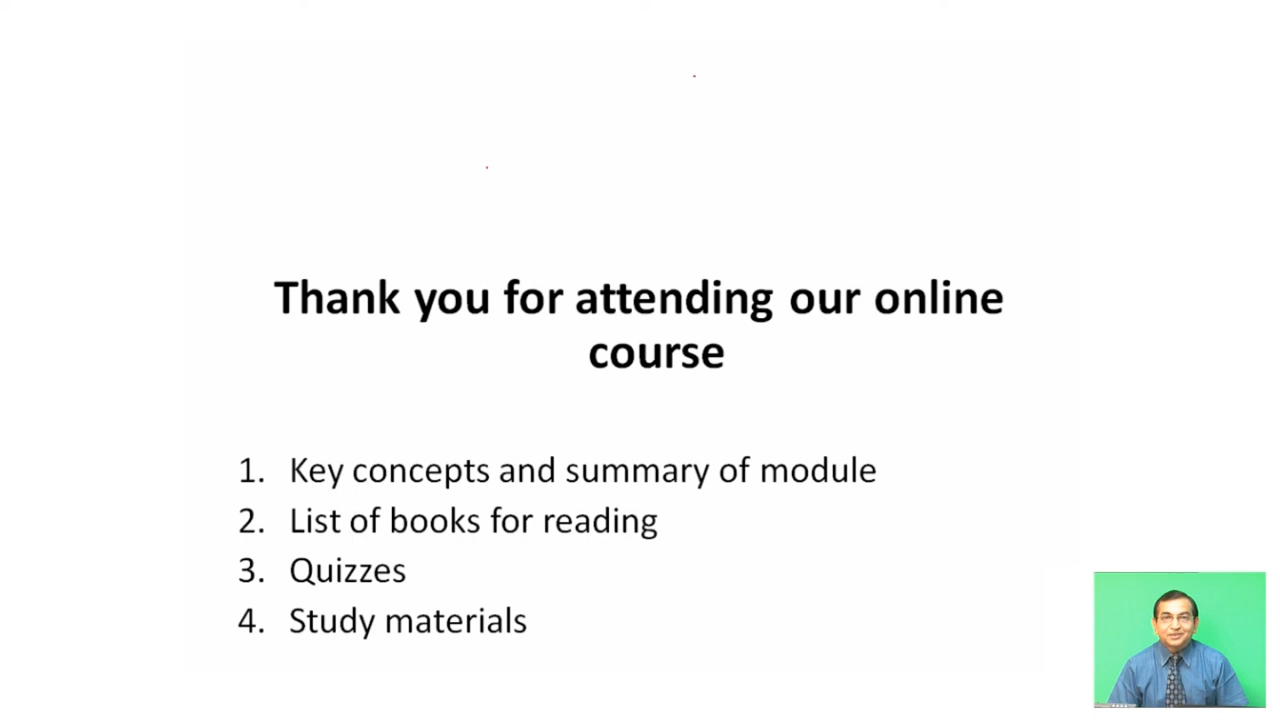 Thank you for attending our online
course
1. Key concepts and summary of module
2. List of books for reading
3. Quizzes
4. Study materials